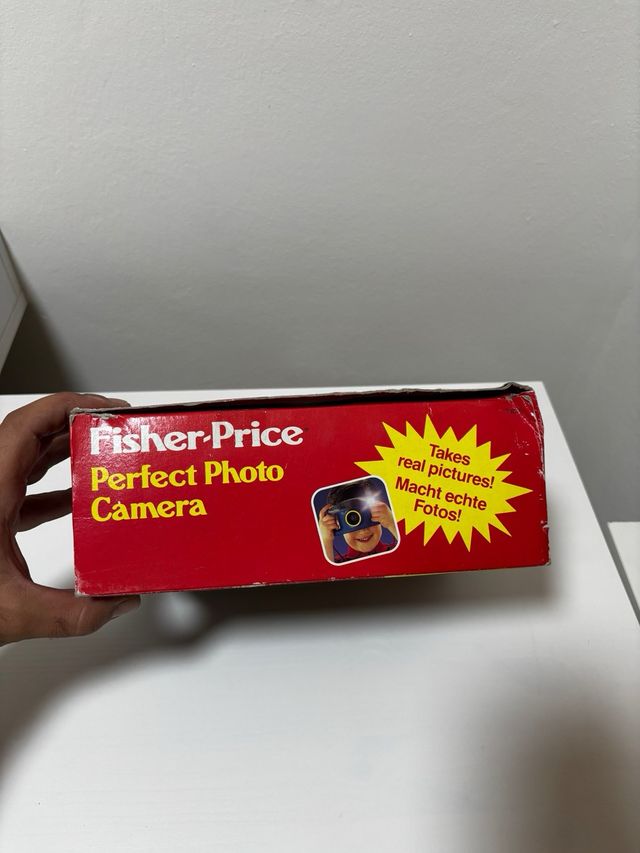 Fisher-Price
Perfect Photo
Camera
Takes
real pictures!
Macht echte
Fotos!